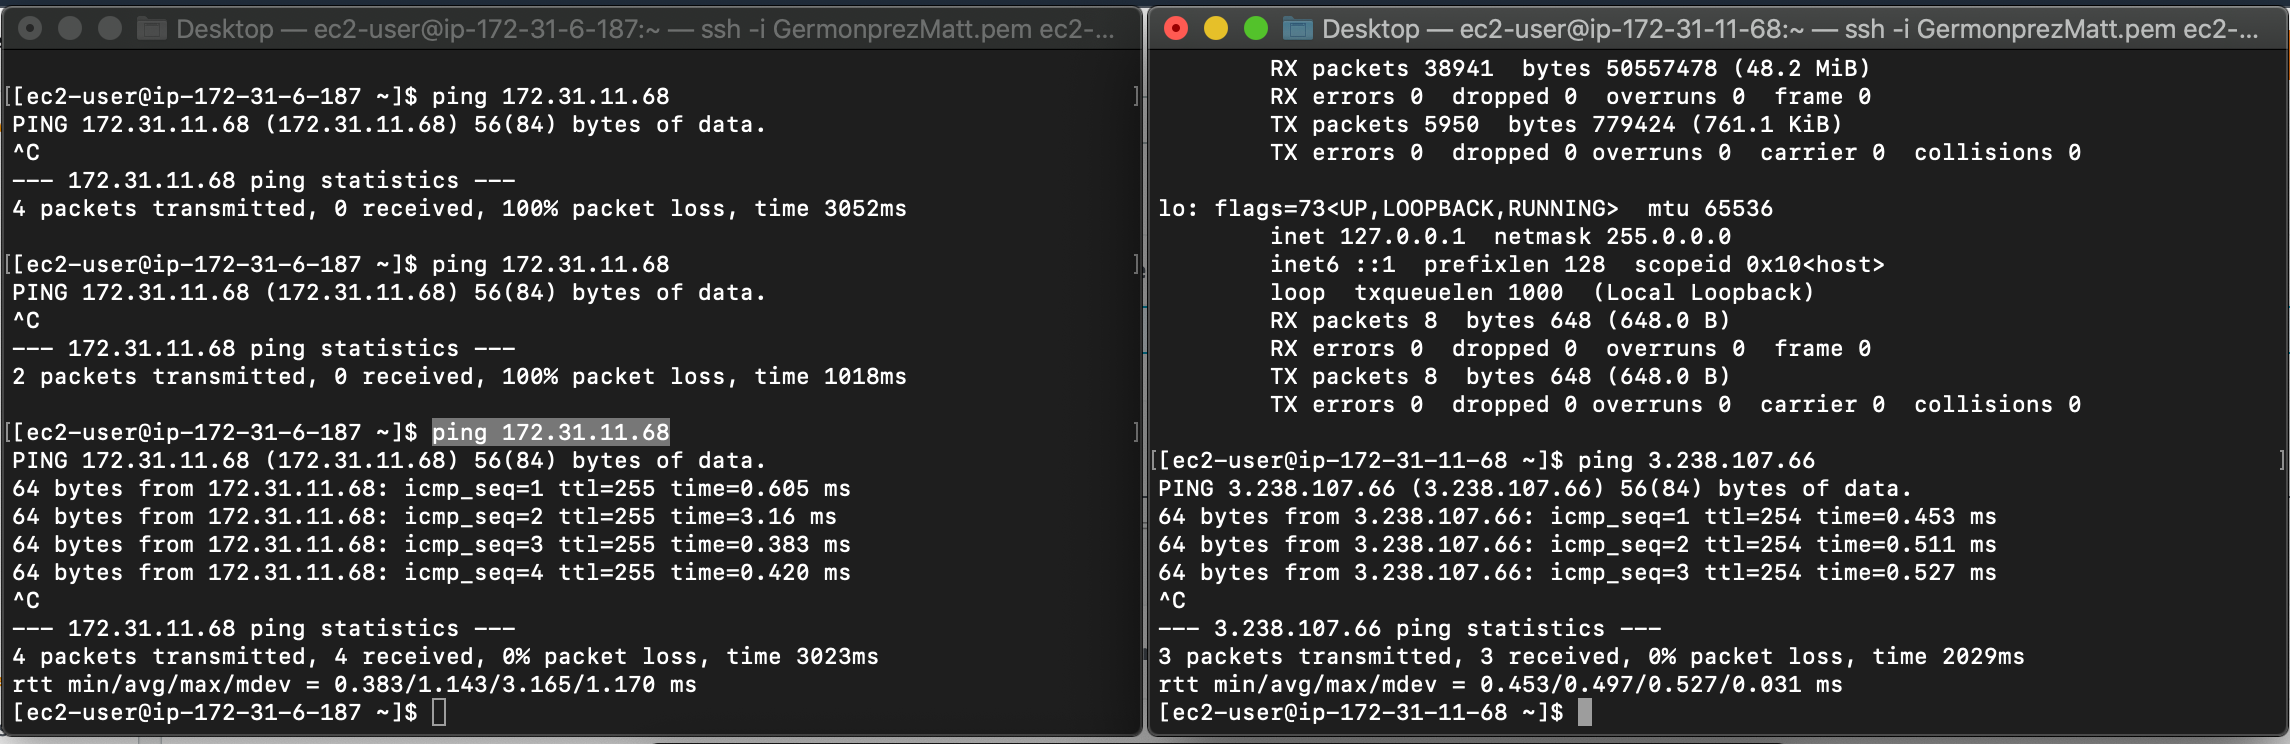 Desktop — ec2-user@ip-172-31-6-187:~ — ssh -i GermonprezMatt.pem ec2-...
[[ec2-user@ip-172-31-6-187 ~]$ ping 172.31.11.68 ]
PING 172.31.11.68 (172.31.11.68) 56(84) bytes of data.
^C
--- 172.31.11.68 ping statistics ---
4 packets transmitted, 0 received, 100% packet loss, time 3052ms
[[ec2-user@ip-172-31-6-187 ~]$ ping 172.31.11.68 ]
PING 172.31.11.68 (172.31.11.68) 56(84) bytes of data.
^C
--- 172.31.11.68 ping statistics ---
2 packets transmitted, 0 received, 100% packet loss, time 1018ms
[[ec2-user@ip-172-31-6-187 ~]$ ping 172.31.11.68 ]
PING 172.31.11.68 (172.31.11.68) 56(84) bytes of data.
64 bytes from 172.31.11.68: icmp_seq=1 ttl=255 time=0.605 ms
64 bytes from 172.31.11.68: icmp_seq=2 ttl=255 time=3.16 ms
64 bytes from 172.31.11.68: icmp_seq=3 ttl=255 time=0.383 ms
64 bytes from 172.31.11.68: icmp_seq=4 ttl=255 time=0.420 ms
^C
--- 172.31.11.68 ping statistics ---
4 packets transmitted, 4 received, 0% packet loss, time 3023ms
rtt min/avg/max/mdev = 0.383/1.143/3.165/1.170 ms
[ec2-user@ip-172-31-6-187 ~]$
Desktop — ec2-user@ip-172-31-11-68:~ — ssh -i GermonprezMatt.pem ec2-...
RX packets 38941  bytes 50557478 (48.2 MiB)
RX errors 0  dropped 0  overruns 0  frame 0
TX packets 5950  bytes 779424 (761.1 KiB)
TX errors 0  dropped 0 overruns 0  carrier 0  collisions 0
lo: flags=73<UP,LOOPBACK,RUNNING>  mtu 65536
inet 127.0.0.1  netmask 255.0.0.0
inet6 ::1  prefixlen 128  scopeid 0x10<host>
loop  txqueuelen 1000  (Local Loopback)
RX packets 8  bytes 648 (648.0 B)
RX errors 0  dropped 0  overruns 0  frame 0
TX packets 8  bytes 648 (648.0 B)
TX errors 0  dropped 0 overruns 0  carrier 0  collisions 0
[[ec2-user@ip-172-31-11-68 ~]$ ping 3.238.107.66 ]
PING 3.238.107.66 (3.238.107.66) 56(84) bytes of data.
64 bytes from 3.238.107.66: icmp_seq=1 ttl=254 time=0.453 ms
64 bytes from 3.238.107.66: icmp_seq=2 ttl=254 time=0.511 ms
64 bytes from 3.238.107.66: icmp_seq=3 ttl=254 time=0.527 ms
^C
--- 3.238.107.66 ping statistics ---
3 packets transmitted, 3 received, 0% packet loss, time 2029ms
rtt min/avg/max/mdev = 0.453/0.497/0.527/0.031 ms
[ec2-user@ip-172-31-11-68 ~]$